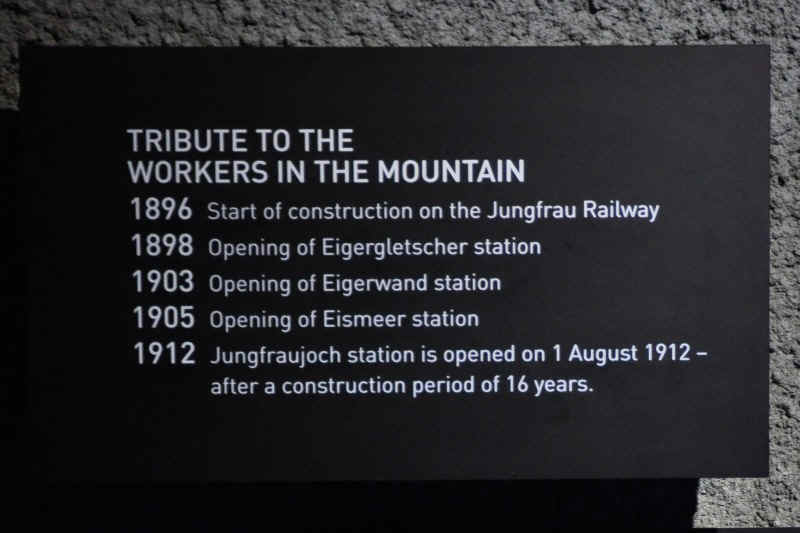 TRIBUTE TO THE
WORKERS IN THE MOUNTAIN
1896 Start of construction on the Jungfrau Railway
1898 Opening of Eigergletscher station
1903 Opening of Eigerwand station
1905 Opening of Eismeer station
1912 Jungfraujoch station is opened on 1 August 1912 –
after a construction period of 16 years.